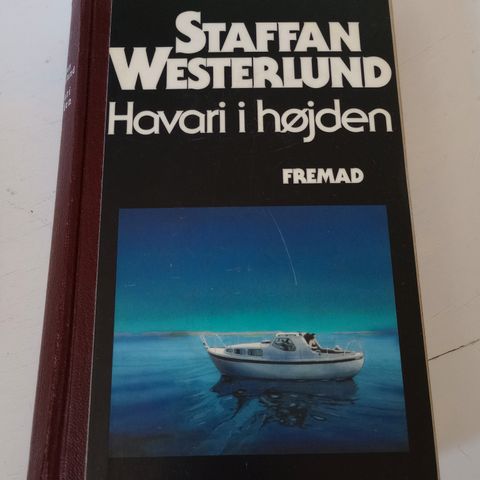 STAFFAN
WESTERLUND
Havari i højden
FREMAD